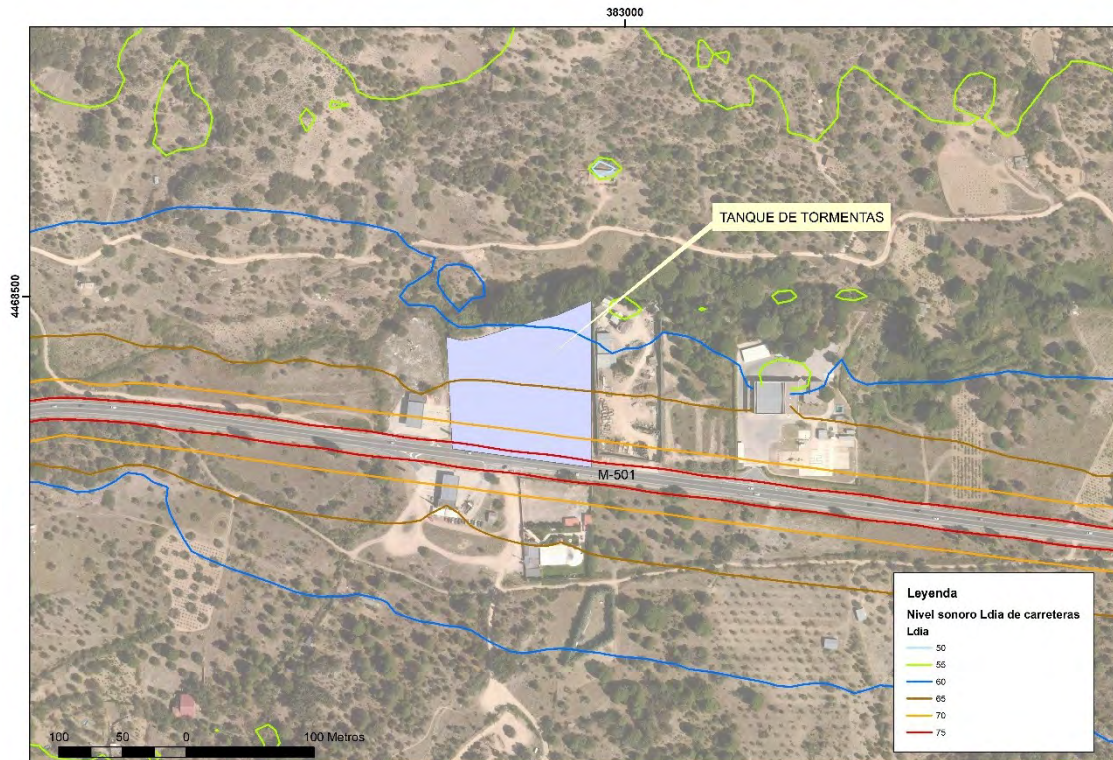 383000
4468500
TANQUE DE TORMENTAS
M-501
Leyenda
Nivel sonoro Ldia de carreteras
Ldia
50
55
60
65
70
75
100 50 0 100 Metros